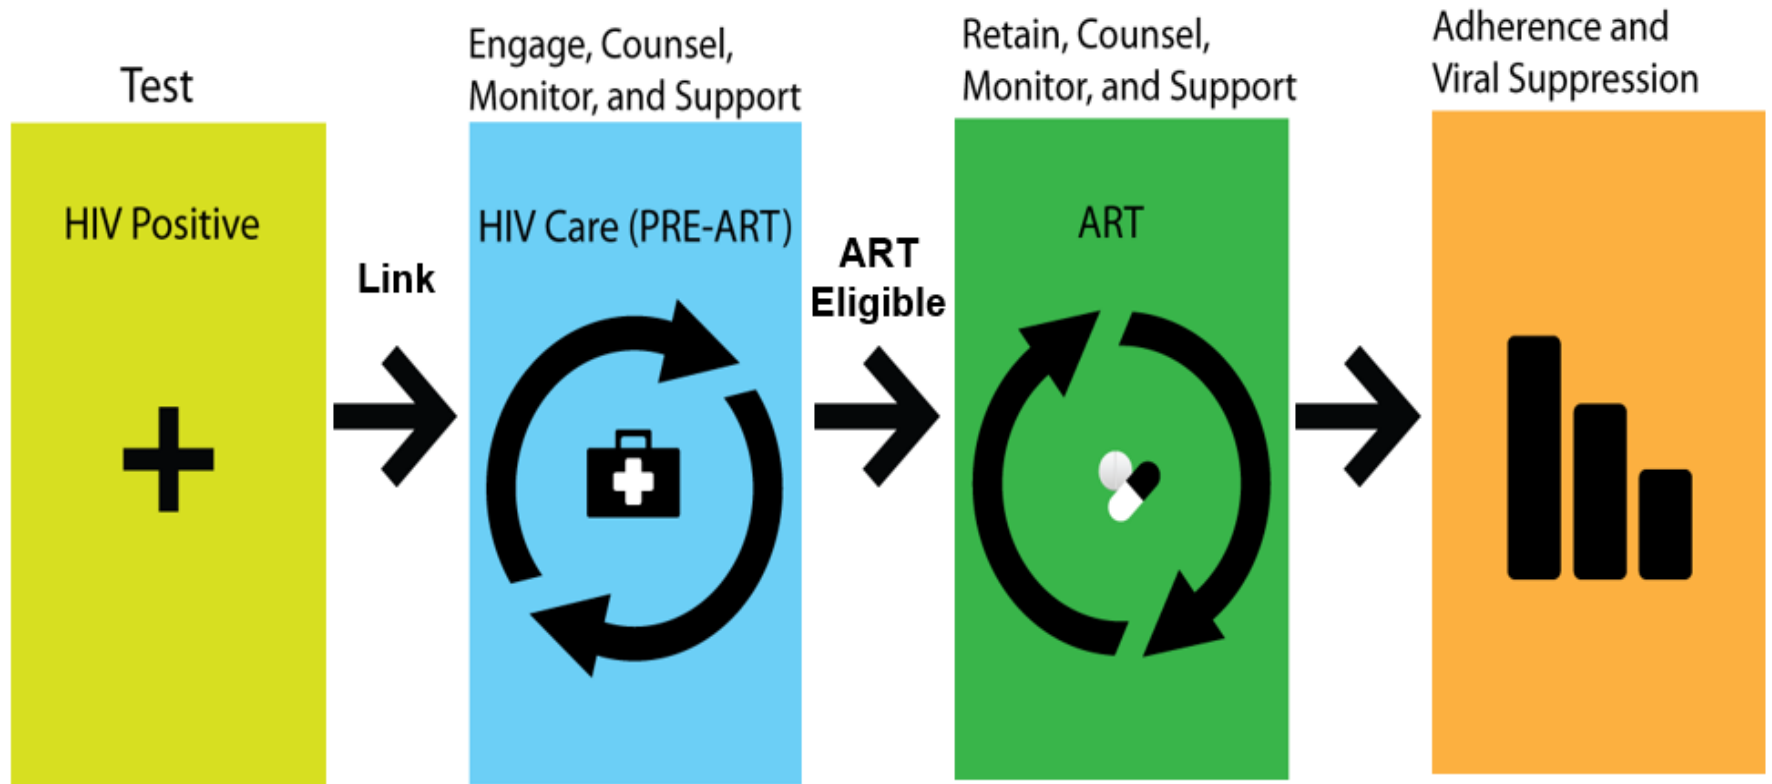 Test
HIV Positive
Link
Engage, Counsel,
Monitor, and Support
HIV Care (PRE-ART)
ART
Eligible
Retain, Counsel,
Monitor, and Support
ART
Adherence and
Viral Suppression